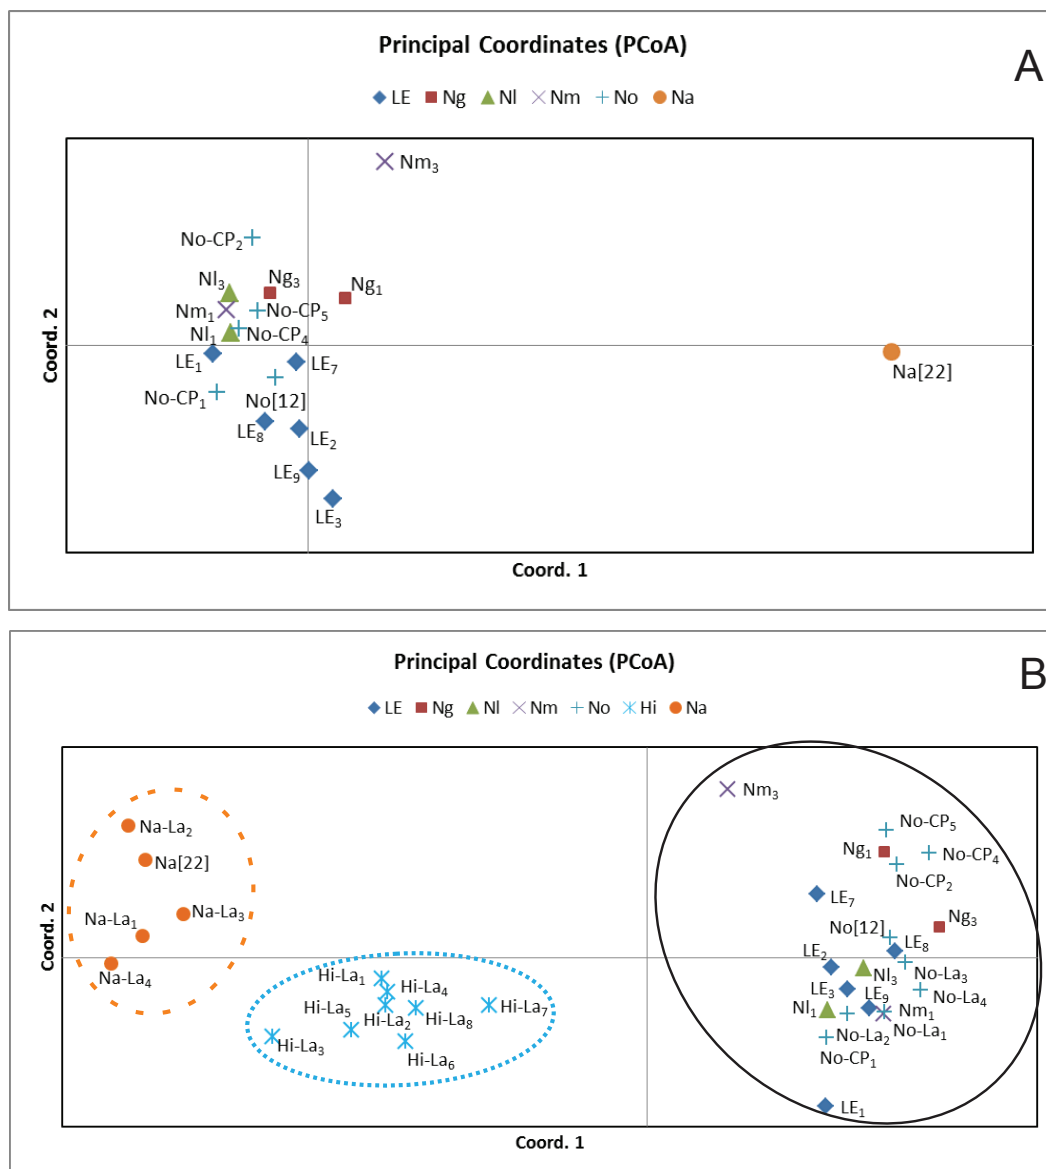 Principal Coordinates (PCoA)
A
LE Ng Nl Nm No Na
Nm₃
No-CP₂
Nl₃ Ng₃ Ng₁
Nm₁ No-CP₅
Nl₁ No-CP₄
Coord. 2
LE₁ LE₇
Na[22]
No-CP₁ No[12]
LE₈ LE₂
LE₉
LE₃
Coord. 1
Principal Coordinates (PCoA)
B
LE Ng Nl Nm No Hi Na
Nm₃
Na-La₂ No-CP₅
Na[22] Ng₁ No-CP₄
No-CP₂
LE₇
Na-La₁ Na-La₃ No[12] Ng₃
Coord. 2
LE₂ LE₈
Na-La₄ Hi-La₁ Nl₃ No-La₃
Hi-La₄ LE₃ LE₉ No-La₄
Hi-La₅ Hi-La₂ Hi-La₈ Hi-La₇ Nl₁ Nm₁
Hi-La₃ Hi-La₆ No-La₂ No-La₁
No-CP₁
LE₁
Coord. 1